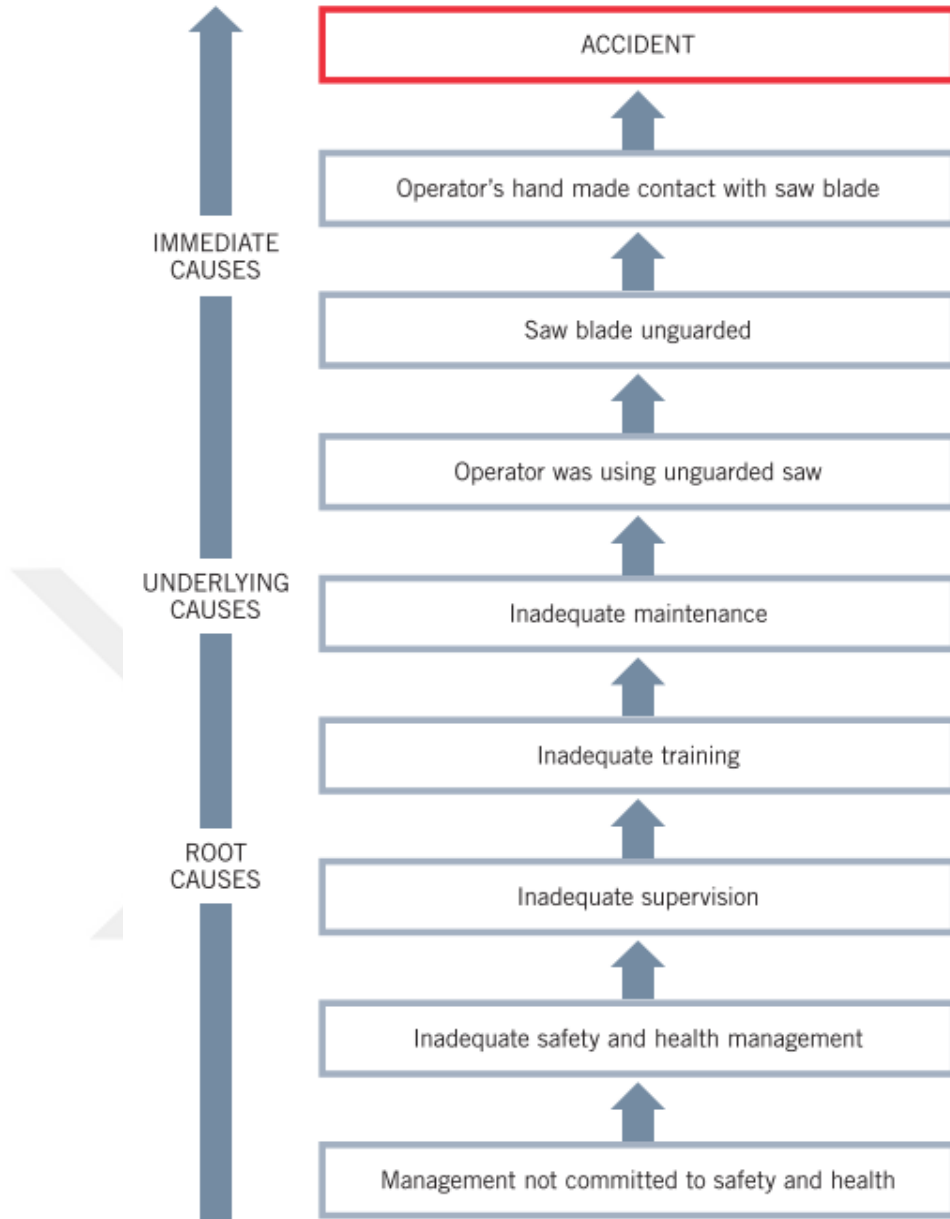 ACCIDENT
Operator's hand made contact with saw blade
IMMEDIATE
CAUSES
Saw blade unguarded
Operator was using unguarded saw
UNDERLYING
CAUSES
Inadequate maintenance
Inadequate training
ROOT
CAUSES
Inadequate supervision
Inadequate safety and health management
Management not committed to safety and health